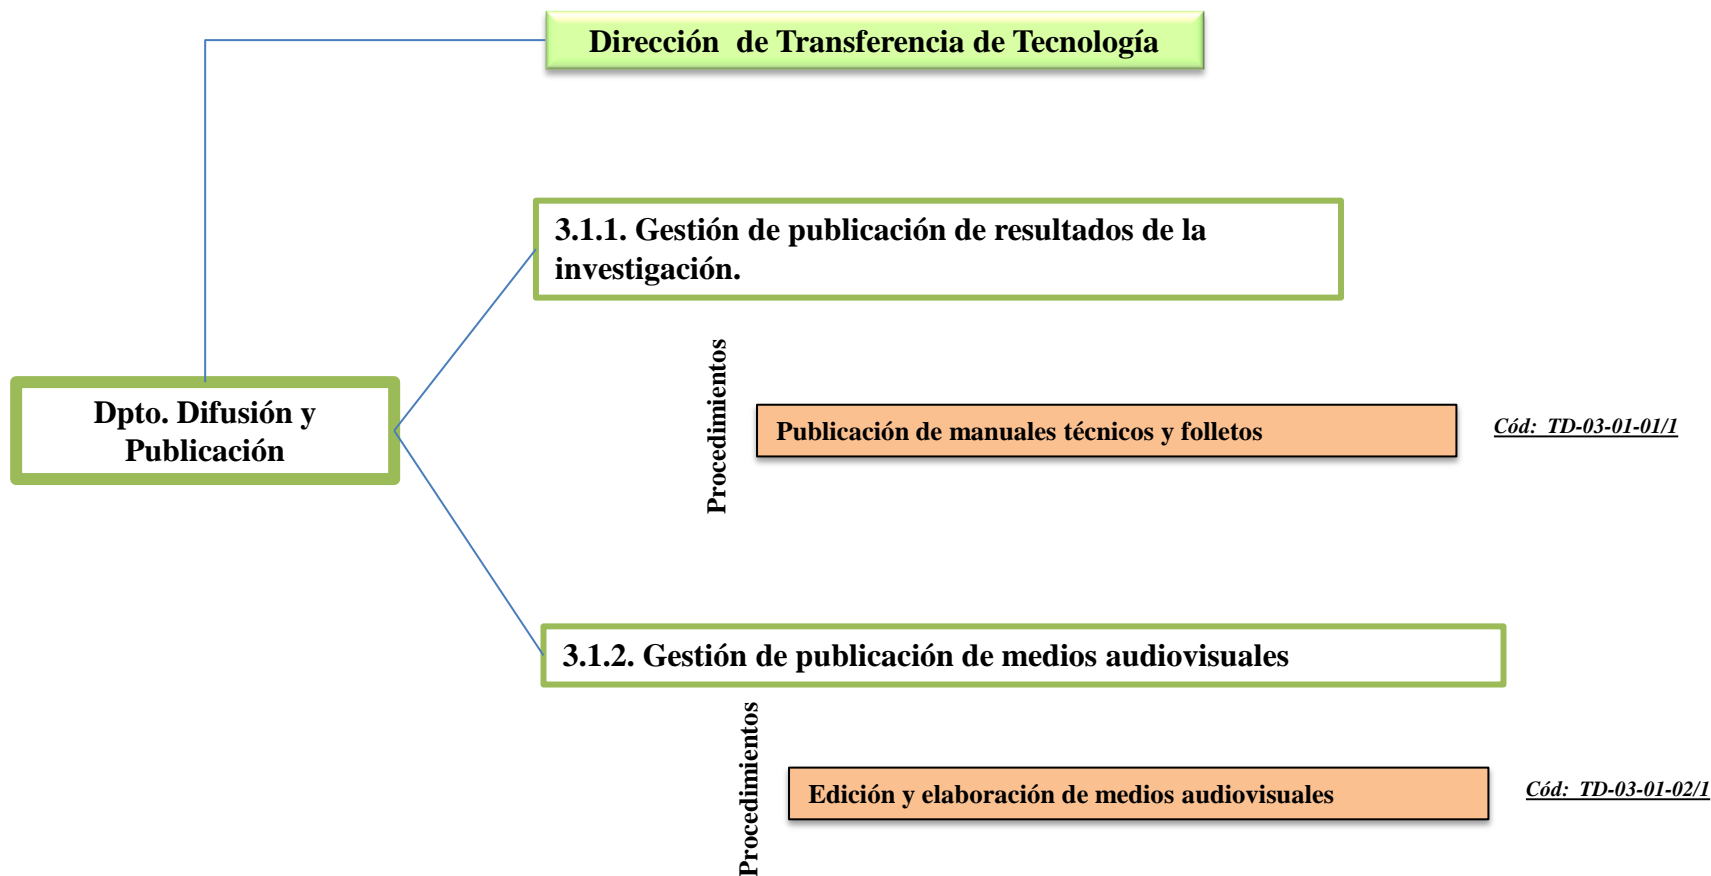 Dirección  de Transferencia de Tecnología
3.1.1. Gestión de publicación de resultados de la
investigación.
Procedimientos
Dpto. Difusión y
Publicación
Publicación de manuales técnicos y folletos
Cód:  TD-03-01-01/1
3.1.2. Gestión de publicación de medios audiovisuales
Procedimientos
Edición y elaboración de medios audiovisuales
Cód:  TD-03-01-02/1